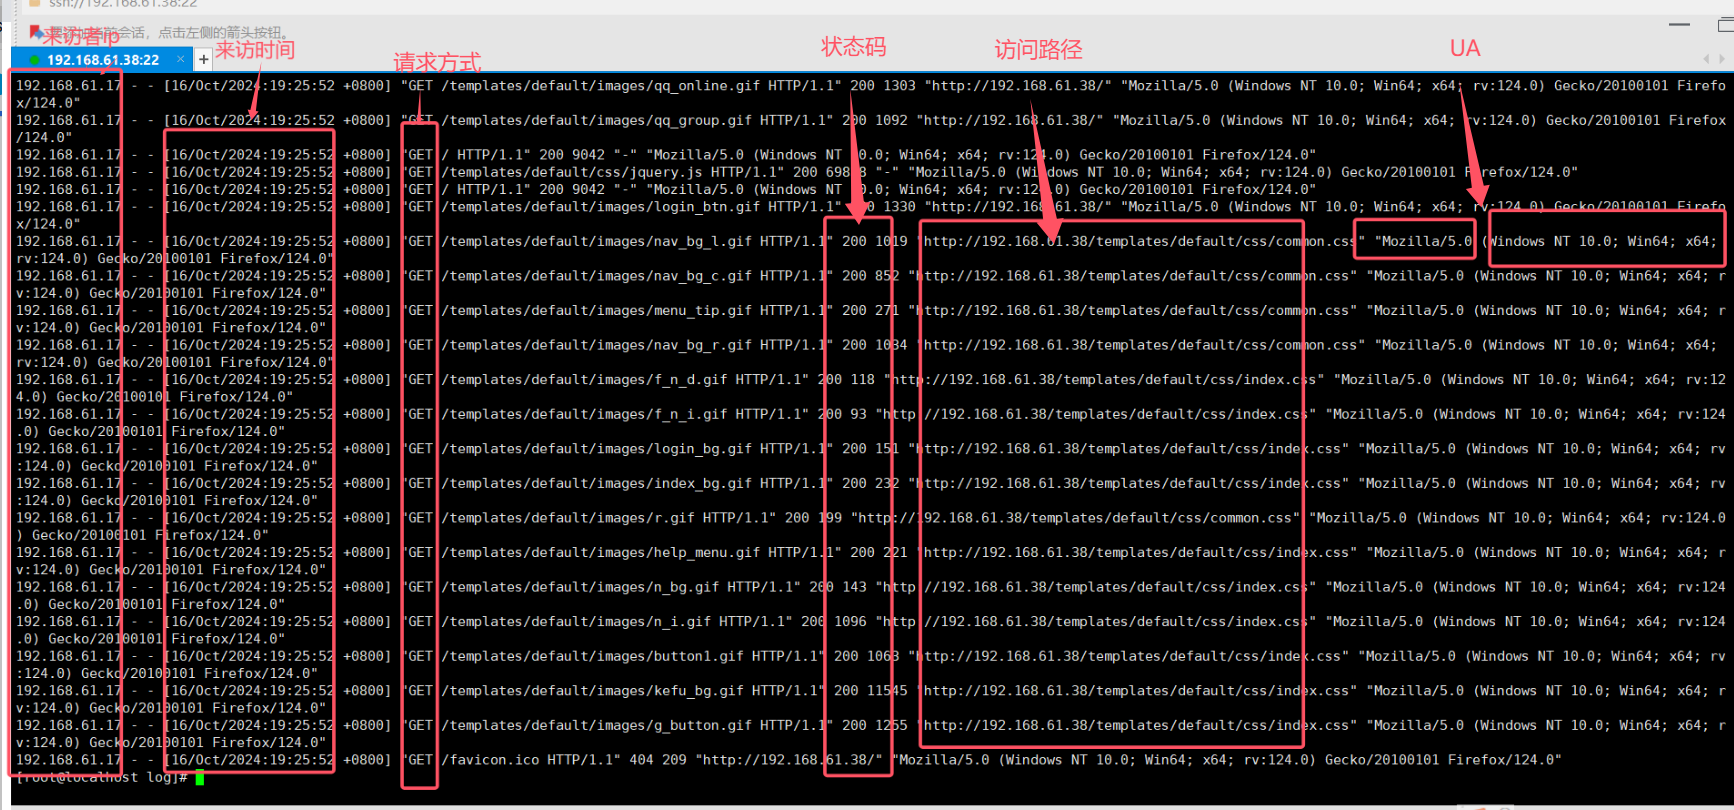 ssh://192.168.61.38:22
会话，点击左侧的箭头按钮。
来访者ip
来访时间
请求方式
状态码
访问路径
UA
192.168.61.38:22
192.168.61.17 - - [16/Oct/2024:19:25:52 +0800] "GET /templates/default/images/qq_online.gif HTTP/1.1" 200 1303 "http://192.168.61.38/" "Mozilla/5.0 (Windows NT 10.0; Win64; x64; rv:124.0) Gecko/20100101 Firefo
x/124.0"
192.168.61.17 - - [16/Oct/2024:19:25:52 +0800] "GET /templates/default/images/qq_group.gif HTTP/1.1" 200 1092 "http://192.168.61.38/" "Mozilla/5.0 (Windows NT 10.0; Win64; x64; rv:124.0) Gecko/20100101 Firefox
/124.0"
192.168.61.17 - - [16/Oct/2024:19:25:52 +0800] "GET / HTTP/1.1" 200 9042 "-" "Mozilla/5.0 (Windows NT 10.0; Win64; x64; rv:124.0) Gecko/20100101 Firefox/124.0"
192.168.61.17 - - [16/Oct/2024:19:25:52 +0800] "GET /templates/default/css/jquery.js HTTP/1.1" 200 "-" "Mozilla/5.0 (Windows NT 10.0; Win64; x64; rv:124.0) Gecko/20100101 Firefox/124.0"
192.168.61.17 - - [16/Oct/2024:19:25:52 +0800] "GET / HTTP/1.1" 200 9042 "-" "Mozilla/5.0 (Windows NT 10.0; Win64; x64; rv:124.0) Gecko/20100101 Firefox/124.0"
192.168.61.17 - - [16/Oct/2024:19:25:52 +0800] "GET /templates/default/images/login_btn.gif HTTP/1.1" 200 1330 "http://192.168.61.38/" "Mozilla/5.0 (Windows NT 10.0; Win64; x64; rv:124.0) Gecko/20100101 Firefo
x/124.0"
192.168.61.17 - - [16/Oct/2024:19:25:52 +0800] "GET /templates/default/images/nav_bg_l.gif HTTP/1.1" 200 1019 "http://192.168.61.38/templates/default/css/common.css" "Mozilla/5.0 (Windows NT 10.0; Win64; x64;
rv:124.0) Gecko/20100101 Firefox/124.0"
192.168.61.17 - - [16/Oct/2024:19:25:52 +0800] "GET /templates/default/images/nav_bg_c.gif HTTP/1.1" 200 852 "http://192.168.61.38/templates/default/css/common.css" "Mozilla/5.0 (Windows NT 10.0; Win64; x64; r
v:124.0) Gecko/20100101 Firefox/124.0"
192.168.61.17 - - [16/Oct/2024:19:25:52 +0800] "GET /templates/default/images/menu_tip.gif HTTP/1.1" 200 271 "http://192.168.61.38/templates/default/css/common.css" "Mozilla/5.0 (Windows NT 10.0; Win64; x64; r
v:124.0) Gecko/20100101 Firefox/124.0"
192.168.61.17 - - [16/Oct/2024:19:25:52 +0800] "GET /templates/default/images/nav_bg_r.gif HTTP/1.1" 200 1034 "http://192.168.61.38/templates/default/css/common.css" "Mozilla/5.0 (Windows NT 10.0; Win64; x64;
rv:124.0) Gecko/20100101 Firefox/124.0"
192.168.61.17 - - [16/Oct/2024:19:25:52 +0800] "GET /templates/default/images/f_n_d.gif HTTP/1.1" 200 118 "http://192.168.61.38/templates/default/css/index.css" "Mozilla/5.0 (Windows NT 10.0; Win64; x64; rv:12
4.0) Gecko/20100101 Firefox/124.0"
192.168.61.17 - - [16/Oct/2024:19:25:52 +0800] "GET /templates/default/images/f_n_i.gif HTTP/1.1" 200 93 "http://192.168.61.38/templates/default/css/index.css" "Mozilla/5.0 (Windows NT 10.0; Win64; x64; rv:124
.0) Gecko/20100101 Firefox/124.0"
192.168.61.17 - - [16/Oct/2024:19:25:52 +0800] "GET /templates/default/images/login_bg.gif HTTP/1.1" 200 151 "http://192.168.61.38/templates/default/css/index.css" "Mozilla/5.0 (Windows NT 10.0; Win64; x64; rv
:124.0) Gecko/20100101 Firefox/124.0"
192.168.61.17 - - [16/Oct/2024:19:25:52 +0800] "GET /templates/default/images/index_bg.gif HTTP/1.1" 200 232 "http://192.168.61.38/templates/default/css/index.css" "Mozilla/5.0 (Windows NT 10.0; Win64; x64; rv
:124.0) Gecko/20100101 Firefox/124.0"
192.168.61.17 - - [16/Oct/2024:19:25:52 +0800] "GET /templates/default/images/r.gif HTTP/1.1" 200 199 "http://192.168.61.38/templates/default/css/common.css" "Mozilla/5.0 (Windows NT 10.0; Win64; x64; rv:124.0
) Gecko/20100101 Firefox/124.0"
192.168.61.17 - - [16/Oct/2024:19:25:52 +0800] "GET /templates/default/images/help_menu.gif HTTP/1.1" 200 221 "http://192.168.61.38/templates/default/css/index.css" "Mozilla/5.0 (Windows NT 10.0; Win64; x64; r
v:124.0) Gecko/20100101 Firefox/124.0"
192.168.61.17 - - [16/Oct/2024:19:25:52 +0800] "GET /templates/default/images/n_bg.gif HTTP/1.1" 200 143 "http://192.168.61.38/templates/default/css/index.css" "Mozilla/5.0 (Windows NT 10.0; Win64; x64; rv:124
.0) Gecko/20100101 Firefox/124.0"
192.168.61.17 - - [16/Oct/2024:19:25:52 +0800] "GET /templates/default/images/n_i.gif HTTP/1.1" 200 1096 "http://192.168.61.38/templates/default/css/index.css" "Mozilla/5.0 (Windows NT 10.0; Win64; x64; rv:124
.0) Gecko/20100101 Firefox/124.0"
192.168.61.17 - - [16/Oct/2024:19:25:52 +0800] "GET /templates/default/images/button1.gif HTTP/1.1" 200 1063 "http://192.168.61.38/templates/default/css/index.css" "Mozilla/5.0 (Windows NT 10.0; Win64; x64; rv
:124.0) Gecko/20100101 Firefox/124.0"
192.168.61.17 - - [16/Oct/2024:19:25:52 +0800] "GET /templates/default/images/kefu_bg.gif HTTP/1.1" 200 11545 "http://192.168.61.38/templates/default/css/index.css" "Mozilla/5.0 (Windows NT 10.0; Win64; x64; r
v:124.0) Gecko/20100101 Firefox/124.0"
192.168.61.17 - - [16/Oct/2024:19:25:52 +0800] "GET /templates/default/images/g_button.gif HTTP/1.1" 200 1255 "http://192.168.61.38/templates/default/css/index.css" "Mozilla/5.0 (Windows NT 10.0; Win64; x64; r
v:124.0) Gecko/20100101 Firefox/124.0"
192.168.61.17 - - [16/Oct/2024:19:25:52 +0800] "GET /favicon.ico HTTP/1.1" 404 209 "http://192.168.61.38/" "Mozilla/5.0 (Windows NT 10.0; Win64; x64; rv:124.0) Gecko/20100101 Firefox/124.0"
[root@localhost log]#